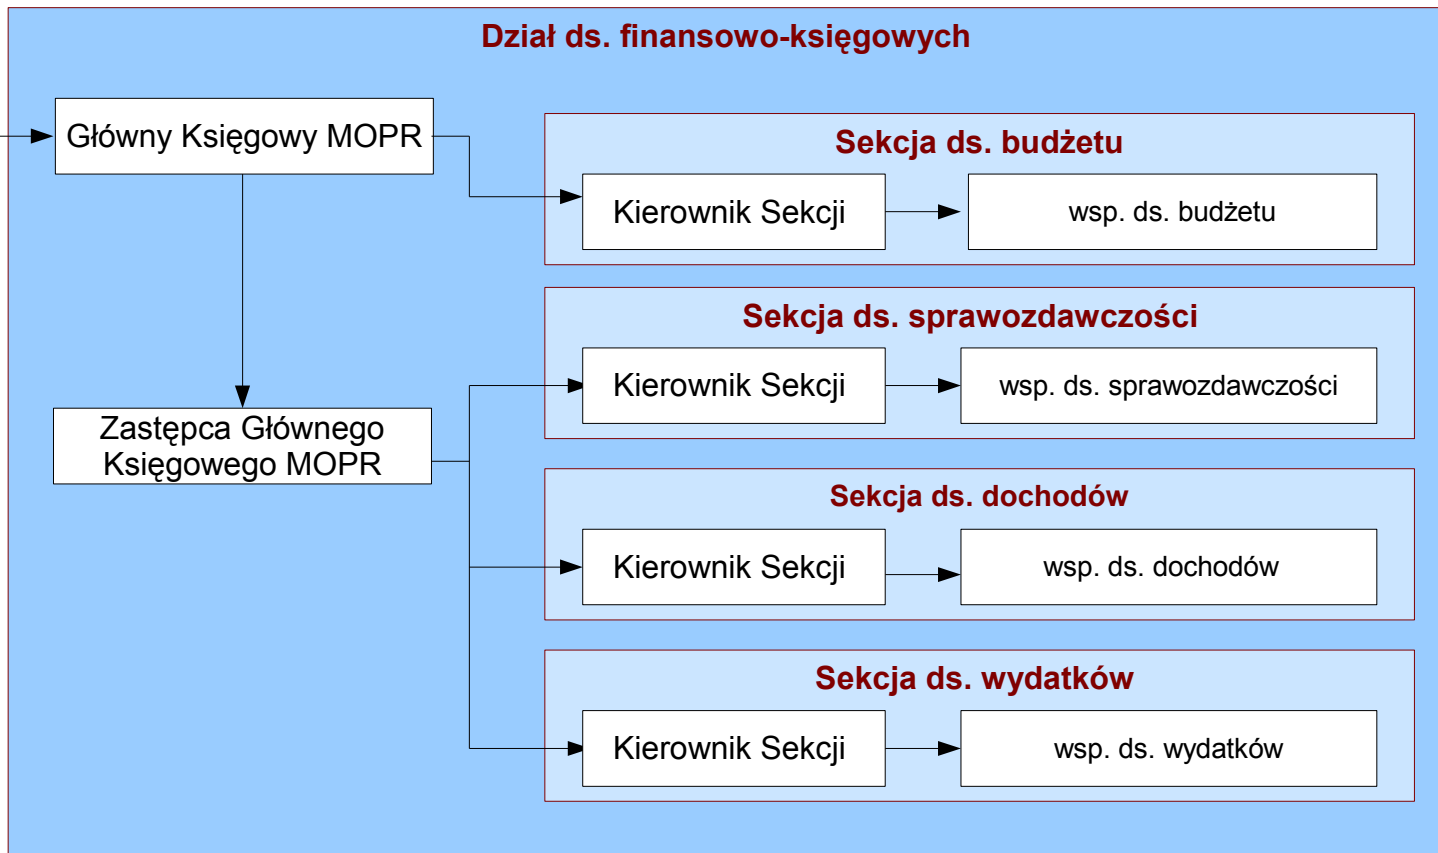 Dział ds. finansowo-księgowych
Główny Księgowy MOPR
Sekcja ds. budżetu
Kierownik Sekcji
wsp. ds. budżetu
Sekcja ds. sprawozdawczości
Kierownik Sekcji
wsp. ds. sprawozdawczości
Zastępca Głównego
Księgowego MOPR
Sekcja ds. dochodów
Kierownik Sekcji
wsp. ds. dochodów
Sekcja ds. wydatków
Kierownik Sekcji
wsp. ds. wydatków